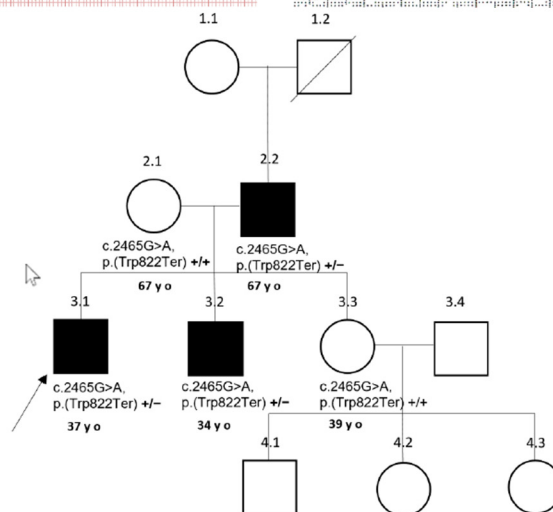 1.1 1.2
2.1 2.2
c.2465G>A, c.2465G>A,
p.(Trp822Ter) +/+ p.(Trp822Ter) +/−
67 y o 67 y o
3.1 3.2 3.3 3.4
c.2465G>A, c.2465G>A, c.2465G>A,
p.(Trp822Ter) +/− p.(Trp822Ter) +/− p.(Trp822Ter) +/+
37 y o 34 y o 39 y o
4.1 4.2 4.3